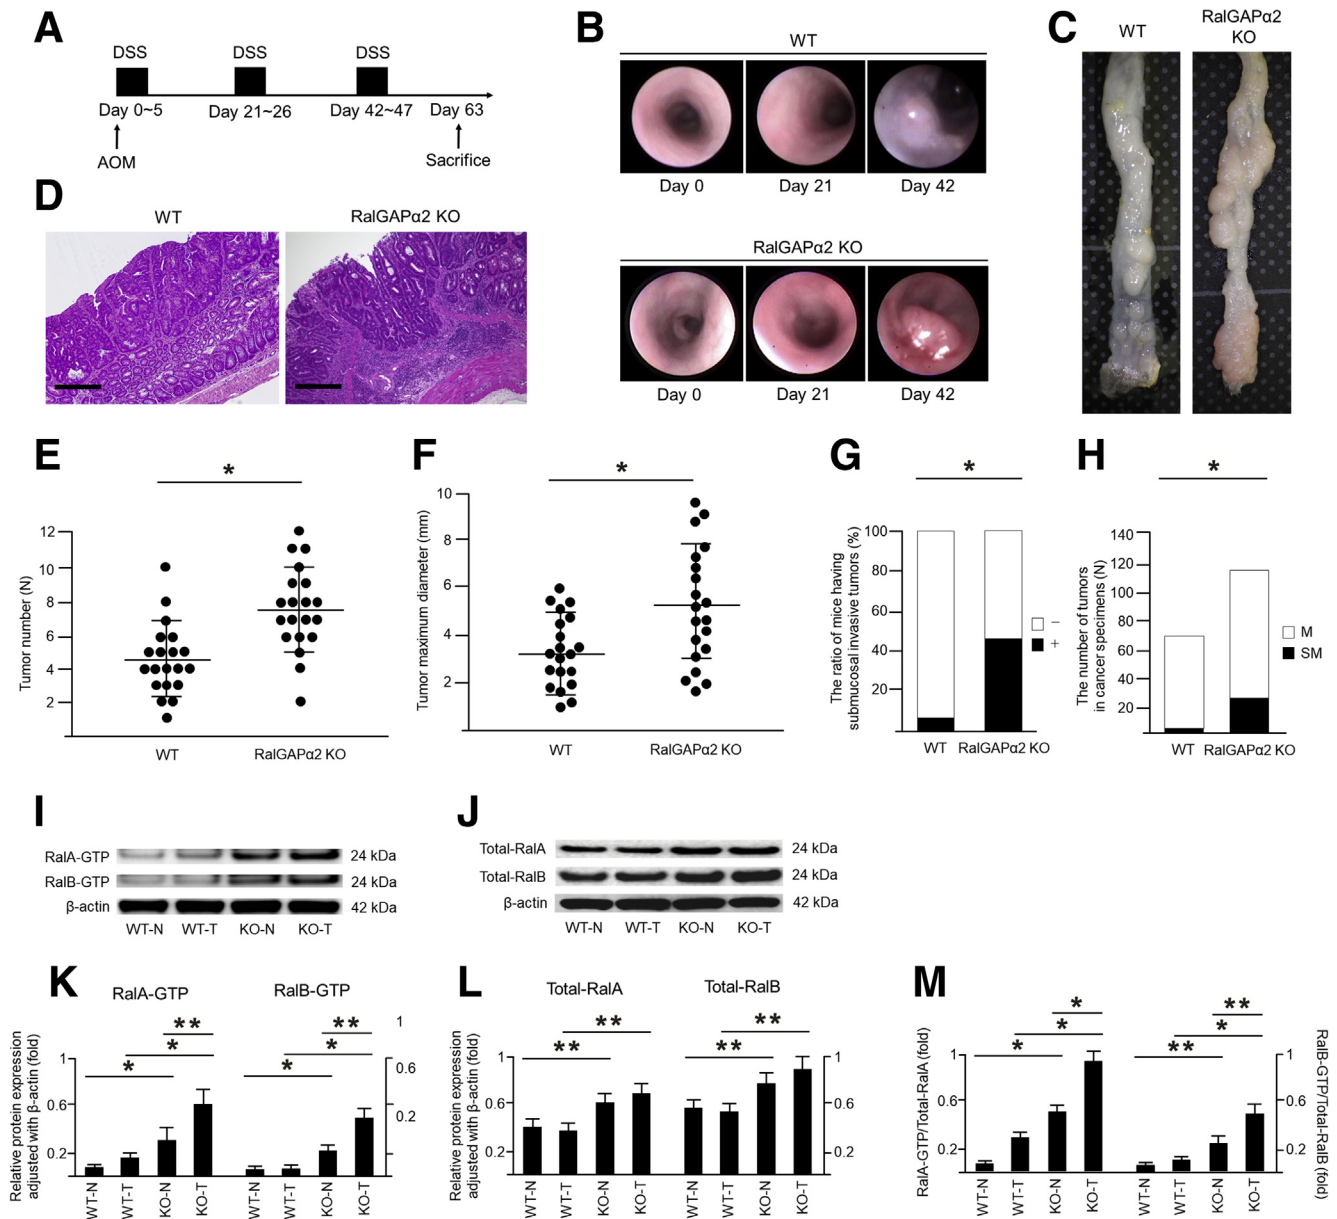 A
DSS DSS DSS
Day 0~5 Day 21~26 Day 42~47 Day 63
AOM Sacrifice
B
WT
Day 0 Day 21 Day 42
RalGAPα2 KO
Day 0 Day 21 Day 42
C
WT RalGAPα2
KO
D
WT RalGAPα2 KO
E
*
Tumor number (N)
12
10
8
6
4
2
WT RalGAPα2 KO
F
*
Tumor maximum diameter (mm)
10
8
6
4
2
WT RalGAPα2 KO
G
*
The ratio of mice having
submucosal invasive tumors (%)
100
80
60
40
20
−
+
WT RalGAPα2 KO
H
*
The number of tumors
in cancer specimens (N)
140
120
100
70
50
40
20
M
SM
WT RalGAPα2 KO
I
RalA-GTP 24 kDa
RalB-GTP 24 kDa
β-actin 42 kDa
WT-N WT-T KO-N KO-T
J
Total-RalA 24 kDa
Total-RalB 24 kDa
β-actin 42 kDa
WT-N WT-T KO-N KO-T
K
RalA-GTP RalB-GTP
** **
* *
* *
Relative protein expression
adjusted with β-actin (fold)
1
0.6
0.2
1
0.6
0.2
WT-N WT-T KO-N KO-T WT-N WT-T KO-N KO-T
L
Total-RalA Total-RalB
** **
** **
Relative protein expression
adjusted with β-actin (fold)
1
0.6
0.2
1
0.6
0.2
WT-N WT-T KO-N KO-T WT-N WT-T KO-N KO-T
M
* **
* *
* **
RalA-GTP/Total-RalA (fold)
1
0.6
0.2
1
0.6
0.2
RalB-GTP/Total-RalB (fold)
WT-N WT-T KO-N KO-T WT-N WT-T KO-N KO-T